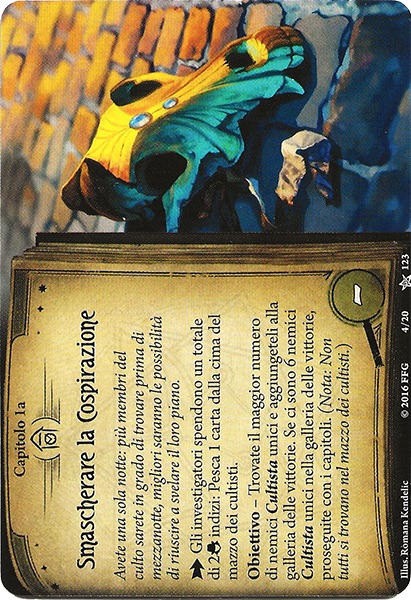 Capitolo 1a
Smascherare la Cospirazione
Avete una sola notte: più membri del
culto sarete in grado di trovare prima di
mezzanotte, migliori saranno le possibilità
di riuscire a svelare il loro piano.
Gli investigatori spendono un totale
di 2 indizi: Pesca 1 carta dalla cima del
mazzo dei cultisti.
Obiettivo – Trovate il maggior numero
di nemici Cultista unici e aggiungeteli alla
galleria delle vittorie. Se ci sono 6 nemici
Cultista unici nella galleria delle vittorie,
proseguite con i capitoli. (Nota: Non
tutti si trovano nel mazzo dei cultisti.)
–
Illus. Romana Kendelic © 2016 FFG 4/20 123